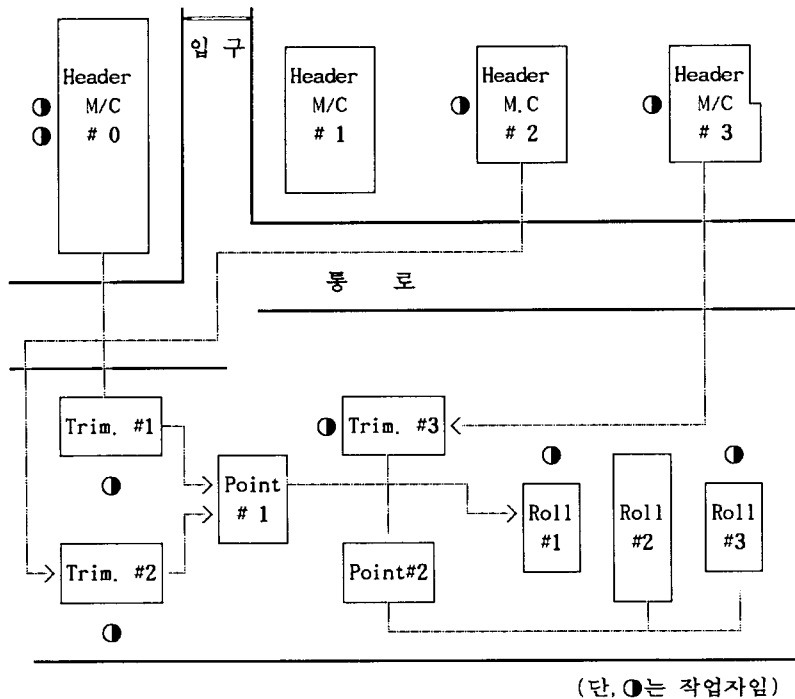 입 구
Header
M/C
# 0
Header
M/C
# 1
Header
M.C
# 2
Header
M/C
# 3
통 로
Trim. #1
Trim. #3
Point
# 1
Roll
#1
Roll
#2
Roll
#3
Trim. #2
Point#2
(단, ◑는 작업자임)